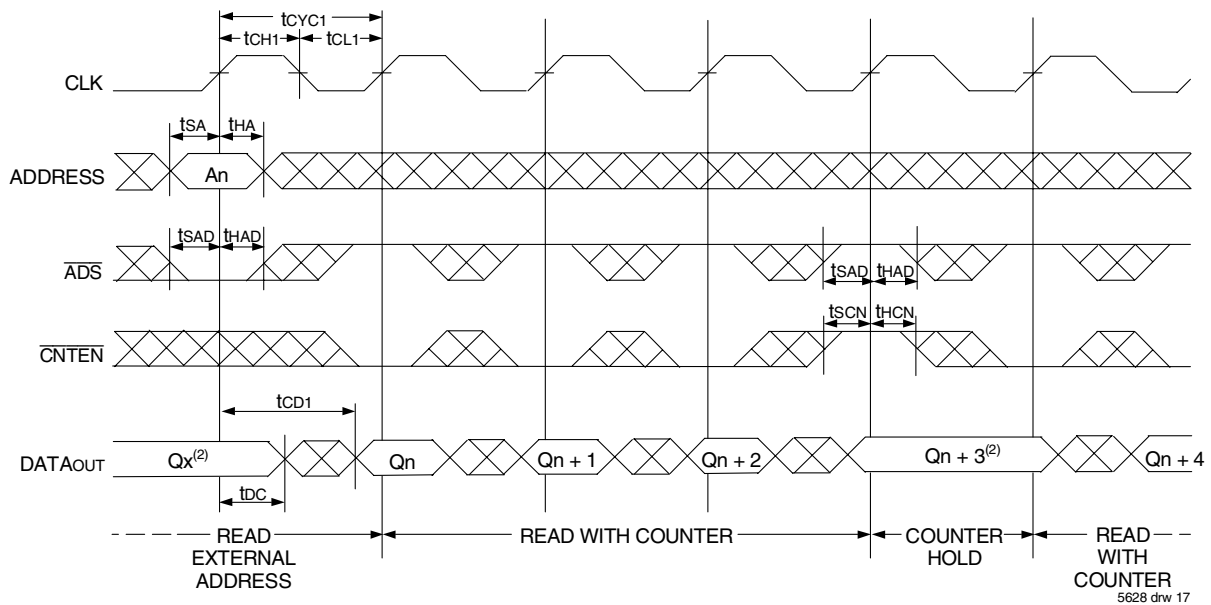 tCYC1
tCH1 tCL1
CLK
tSA tHA
ADDRESS An
tSAD tHAD
ADS
tSAD tHAD
tSCN tHCN
CNTEN
tCD1
DATAOUT Qx(2) Qn Qn + 1 Qn + 2 Qn + 3(2) Qn + 4
tDC
READ EXTERNAL ADDRESS
READ WITH COUNTER
COUNTER HOLD
READ WITH COUNTER
5628 drw 17